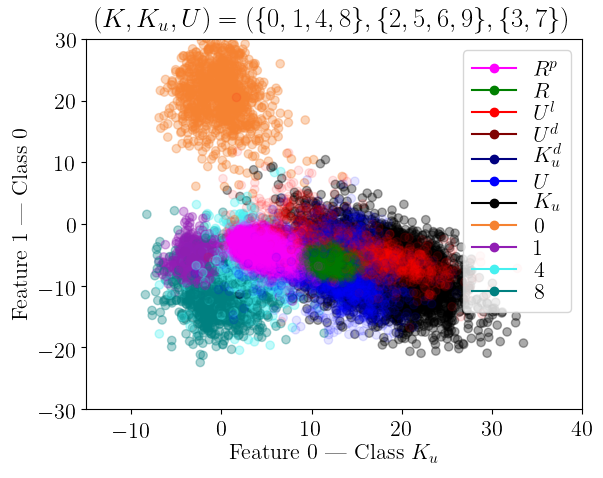 (K, K_u, U) = ({0, 1, 4, 8}, {2, 5, 6, 9}, {3, 7})
30
20
10
0
−10
−20
−30
Feature 1 — Class 0
R^p
R
U^l
U^d
K_u^d
U
K_u
0
1
4
8
−10
0
10
20
30
40
Feature 0 — Class K_u